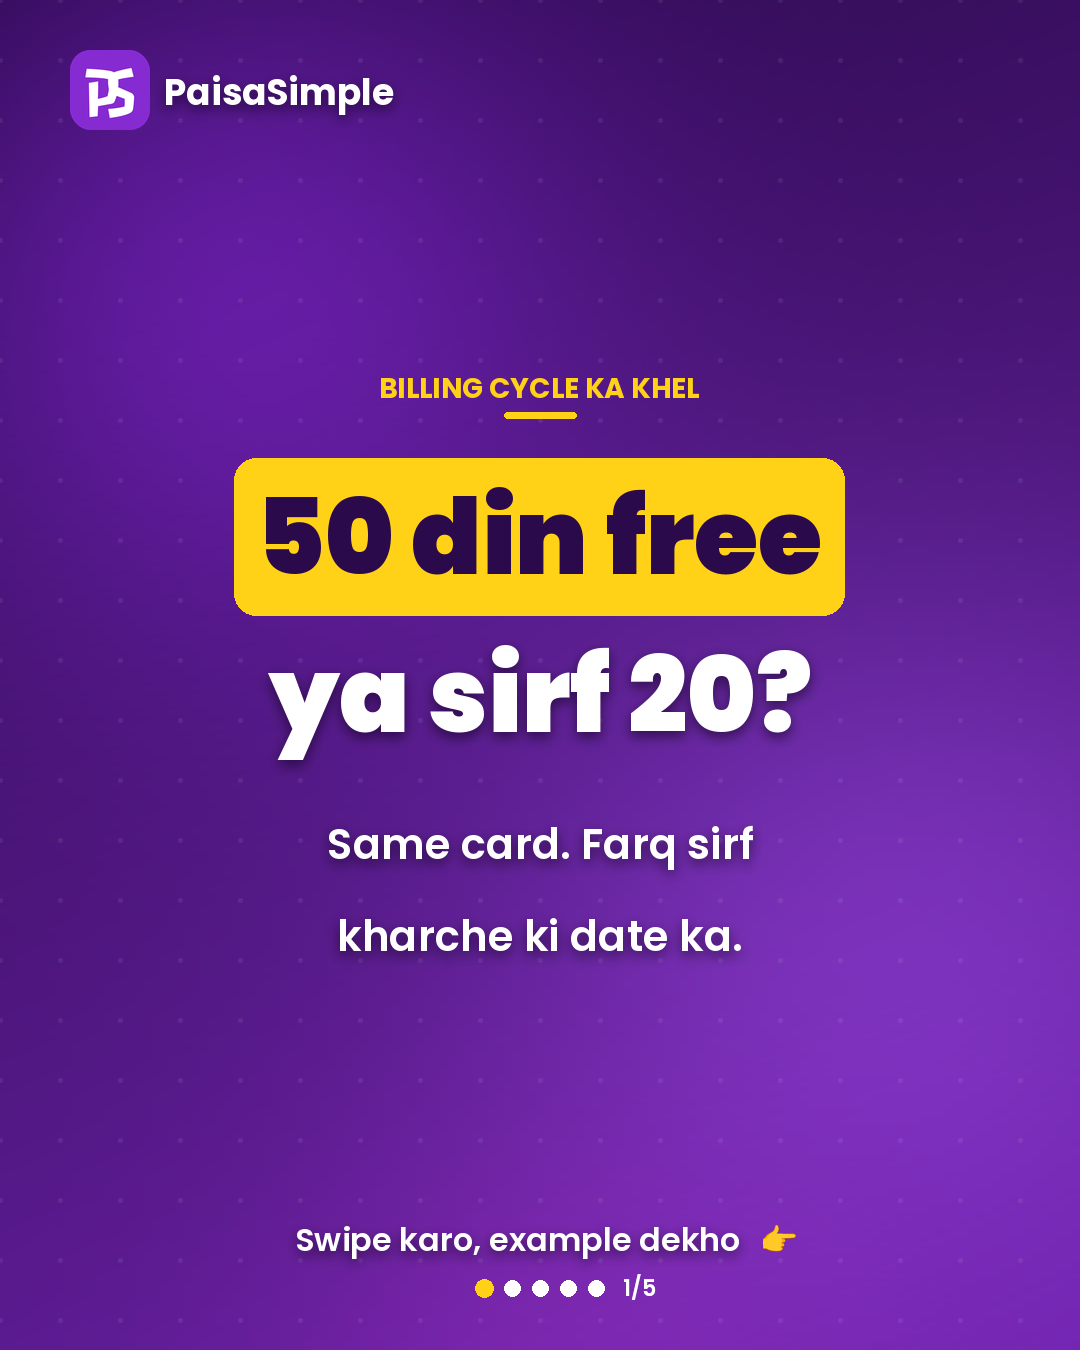 PaisaSimple
BILLING CYCLE KA KHEL
50 din free
ya sirf 20?
Same card. Farq sirf
kharche ki date ka.
Swipe karo, example dekho 👉
1/5